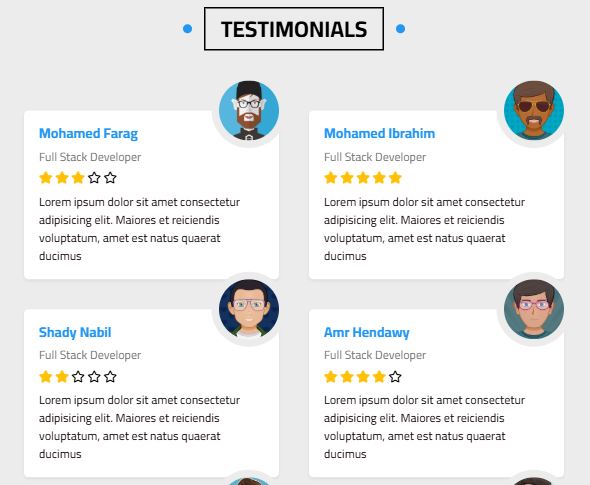 TESTIMONIALS
Mohamed Farag
Full Stack Developer
Lorem ipsum dolor sit amet consectetur
adipisicing elit. Maiores et reiciendis
voluptatum, amet est natus quaerat
ducimus
Mohamed Ibrahim
Full Stack Developer
Lorem ipsum dolor sit amet consectetur
adipisicing elit. Maiores et reiciendis
voluptatum, amet est natus quaerat
ducimus
Shady Nabil
Full Stack Developer
Lorem ipsum dolor sit amet consectetur
adipisicing elit. Maiores et reiciendis
voluptatum, amet est natus quaerat
ducimus
Amr Hendawy
Full Stack Developer
Lorem ipsum dolor sit amet consectetur
adipisicing elit. Maiores et reiciendis
voluptatum, amet est natus quaerat
ducimus